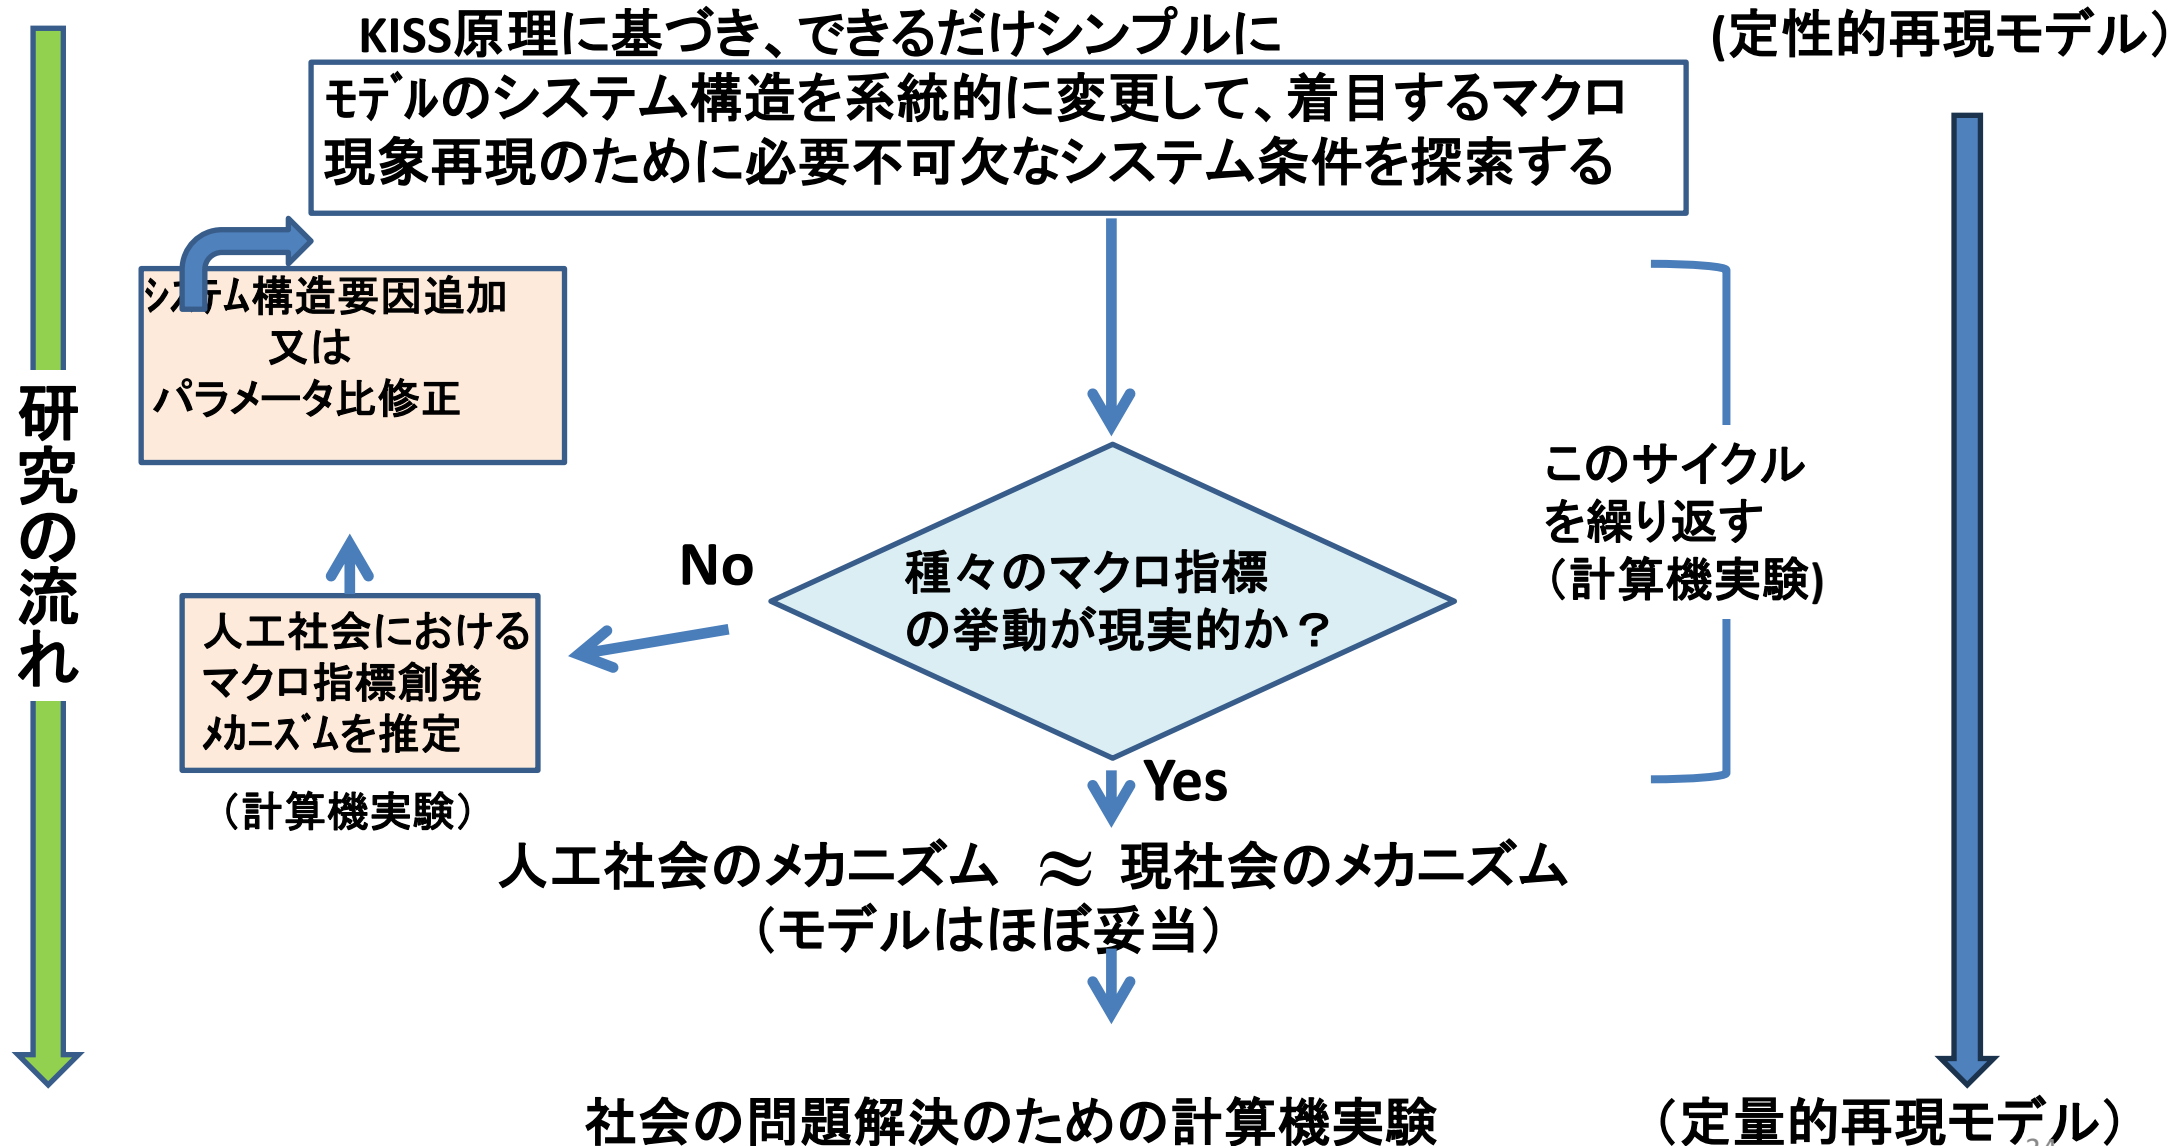 KISS原理に基づき、できるだけシンプルに
(定性的再現モデル）
ﾓﾃﾞﾙのシステム構造を系統的に変更して、着目するマクロ
現象再現のために必要不可欠なシステム条件を探索する
ｼｽﾃﾑ構造要因追加
又は
パラメータ比修正
研究の流れ
このサイクル
を繰り返す
（計算機実験)
No
種々のマクロ指標
の挙動が現実的か？
人工社会における
マクロ指標創発
ﾒｶﾆｽﾞﾑを推定
（計算機実験）
Yes
人工社会のメカニズム ≈ 現社会のメカニズム
（モデルはほぼ妥当）
社会の問題解決のための計算機実験
（定量的再現モデル）